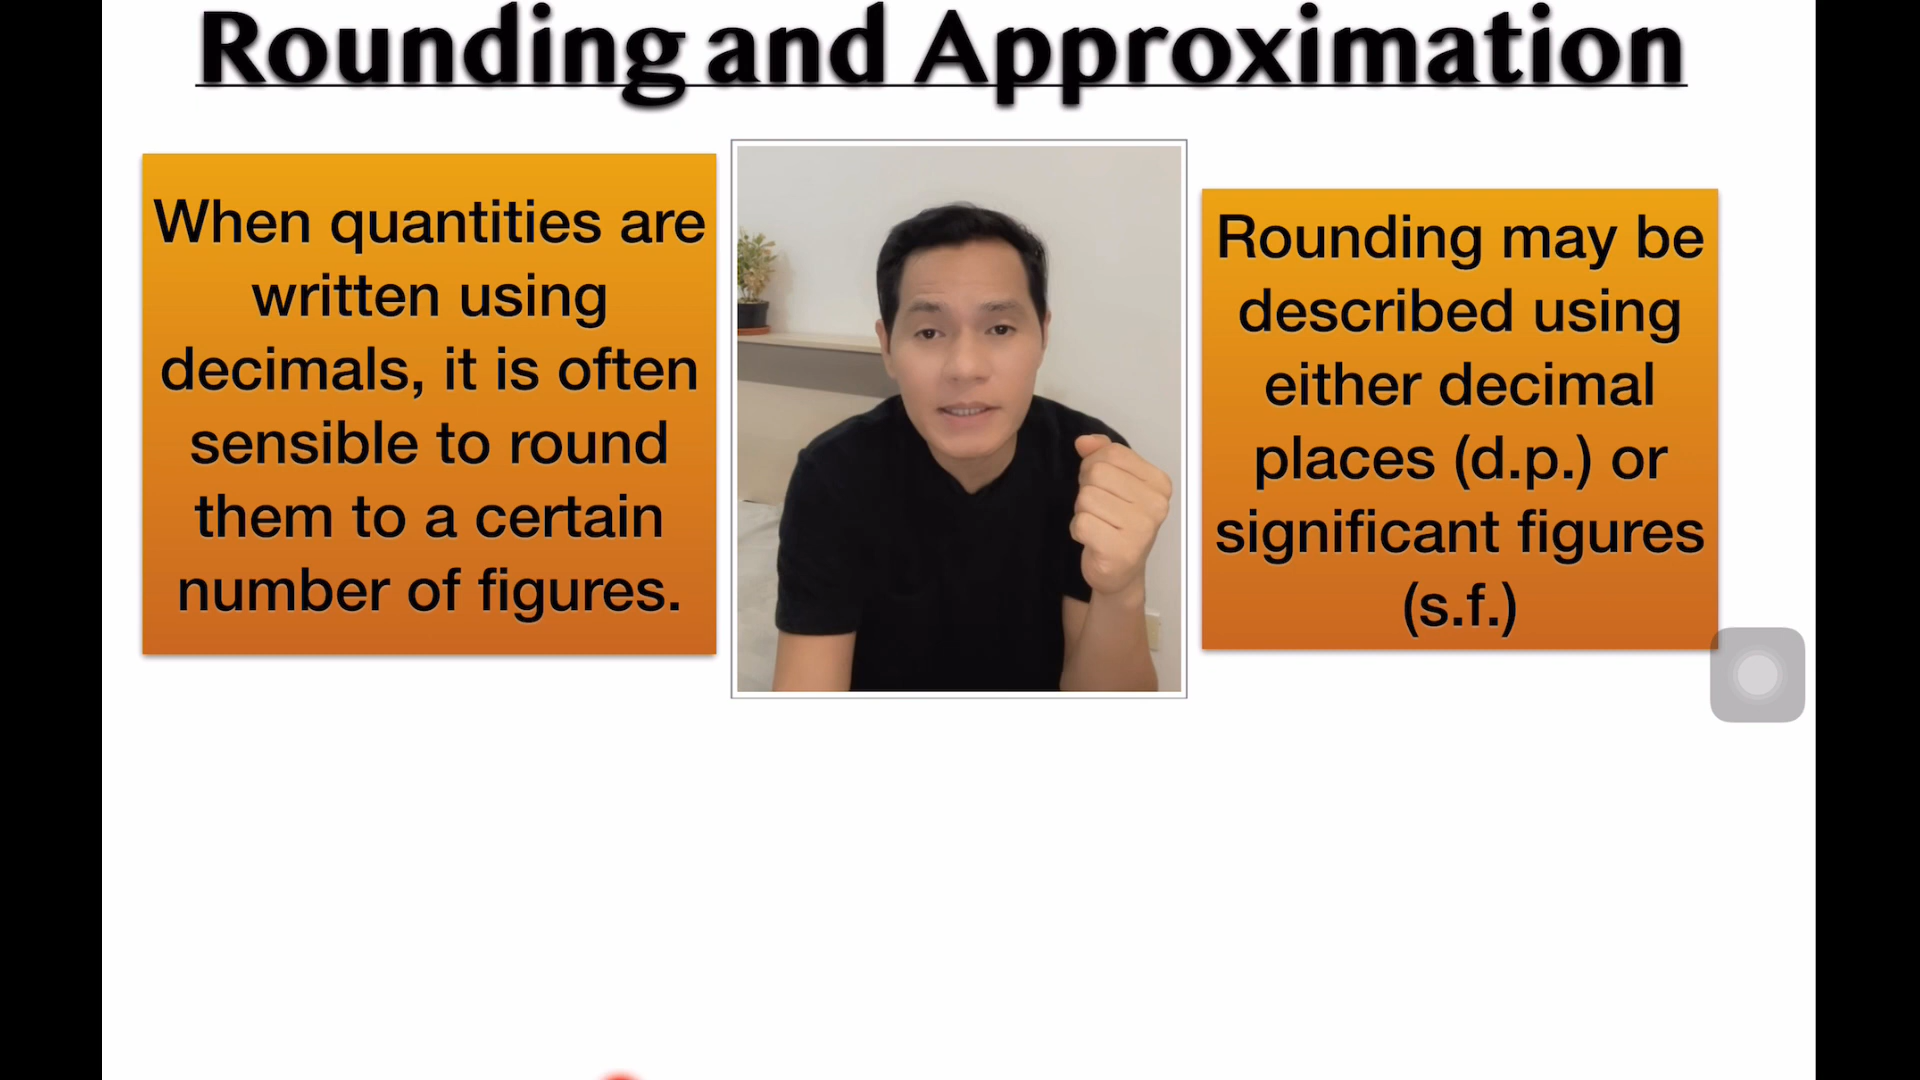 Rounding and Approximation
When quantities are
written using
decimals, it is often
sensible to round
them to a certain
number of figures.
Rounding may be
described using
either decimal
places (d.p.) or
significant figures
(s.f.)